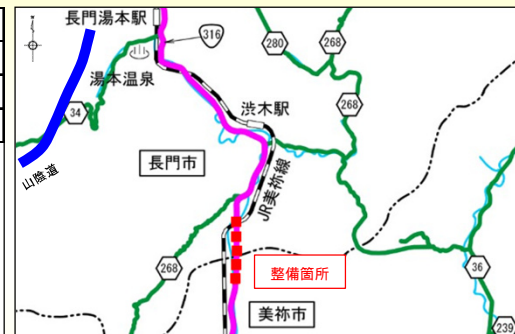 長門湯本駅
316
280
268
湯本温泉
268
34
渋木駅
山陰道
長門市
JR美祢線
268
整備箇所
36
美祢市
239